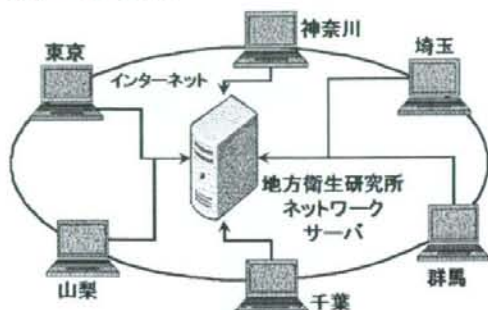 神奈川
埼玉
東京
インターネット
地方衛生研究所
ネットワーク
サーバ
群馬
山梨
千葉